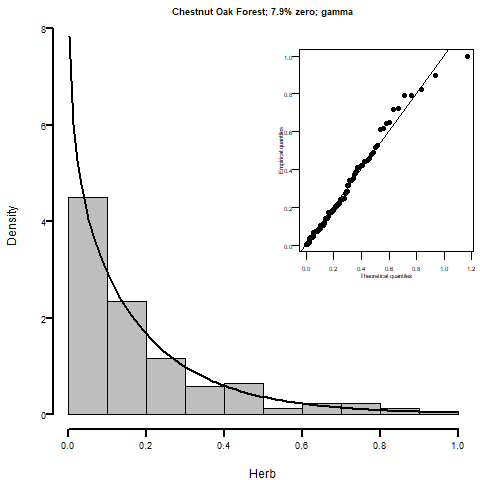 Chestnut Oak Forest; 7.9% zero; gamma
8
6
4
2
0
Density
0.0 0.2 0.4 0.6 0.8 1.0
Herb
1.0
0.8
0.6
0.4
0.2
0.0
Empirical quantiles
0.0 0.2 0.4 0.6 0.8 1.0 1.2
Theoretical quantiles